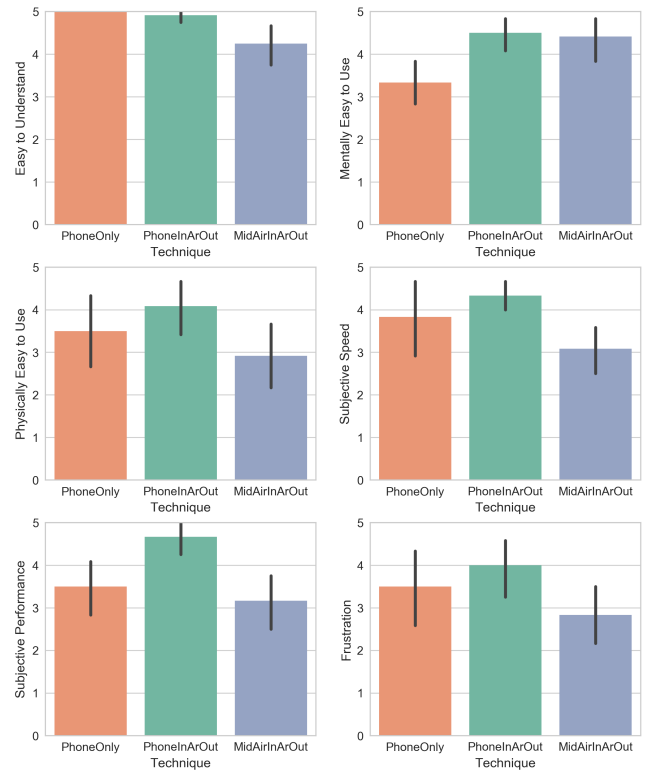 Easy to Understand
5
4
3
2
1
0
PhoneOnly PhoneInArOut MidAirInArOut
Technique
Mentally Easy to Use
5
4
3
2
1
0
PhoneOnly PhoneInArOut MidAirInArOut
Technique
Physically Easy to Use
5
4
3
2
1
0
PhoneOnly PhoneInArOut MidAirInArOut
Technique
Subjective Speed
5
4
3
2
1
0
PhoneOnly PhoneInArOut MidAirInArOut
Technique
Subjective Performance
5
4
3
2
1
0
PhoneOnly PhoneInArOut MidAirInArOut
Technique
Frustration
5
4
3
2
1
0
PhoneOnly PhoneInArOut MidAirInArOut
Technique